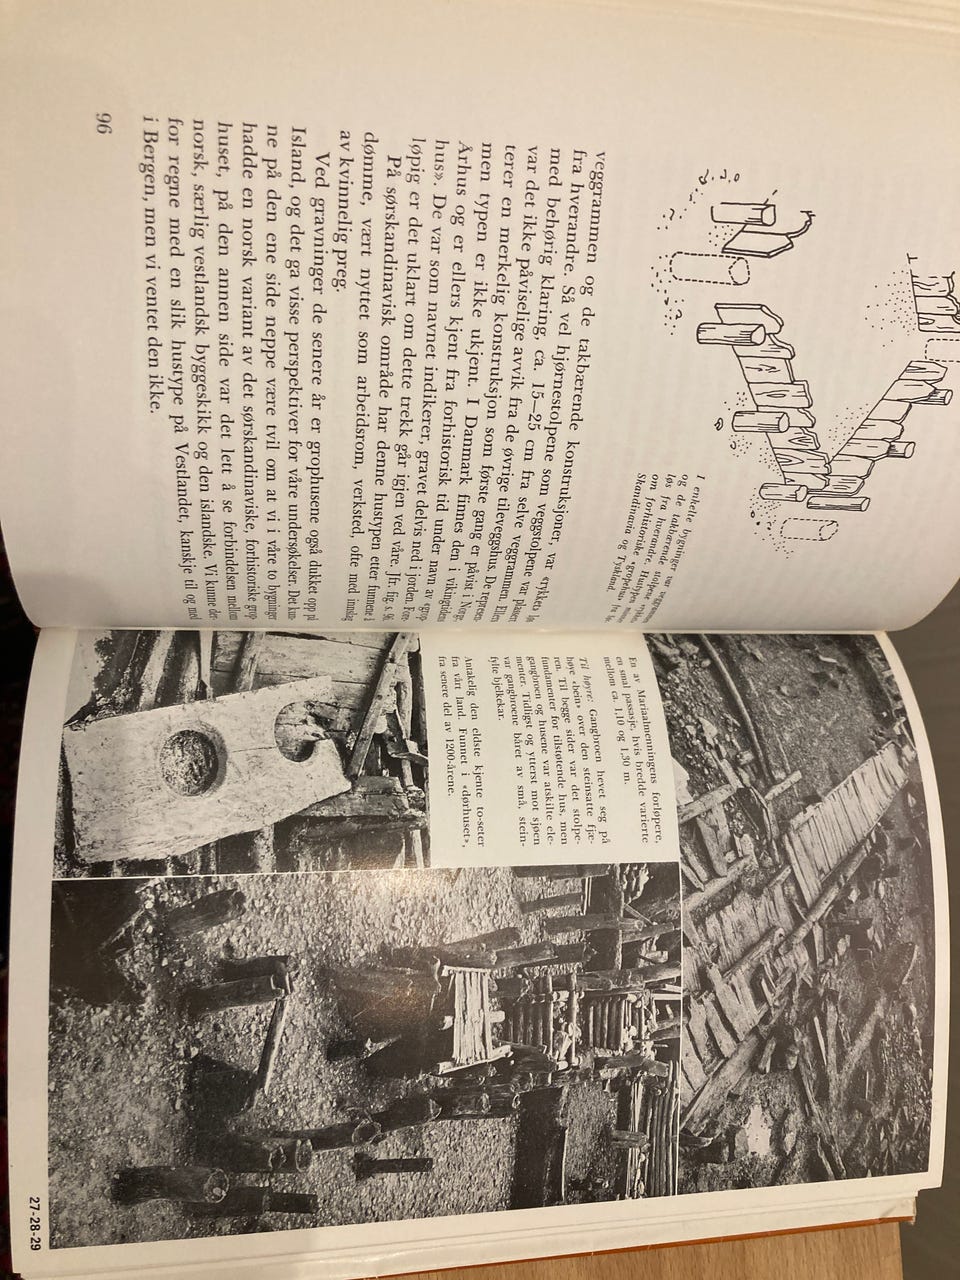 I enkelte bygninger var veggrammen
og de takbærende stolpene rykket
løs fra hverandre. Hustypen
om forhistoriske «grophus» fra
Skandinavia og Tyskland.
veggrammen og de takbærende konstruksjoner, var rykket løs
fra hverandre. Så vel hjørnestolpene som veggstolpene var plasert
med behørig klaring, ca. 15—25 cm fra selve veggrammen. Ellers
var det ikke påviselige avvik fra de øvrige tileveggshus. De represen-
terer en merkelig konstruksjon som første gang er påvist i Norge,
men typen er ikke ukjent. I Danmark finnes den i vikingtidens
Århus og er ellers kjent fra forhistorisk tid under navn av «grop-
hus». De var som navnet indikerer, gravet delvis ned i jorden. Fore-
løpig er det uklart om dette trekk går igjen ved våre. Jfr. fig. s. 96.
På sørskandinavisk område har denne hustypen etter funnene å
dømme, vært nyttet som arbeidsrom, verksted, ofte med innslag
av kvinnelig preg.
Ved gravninger de senere år er grophusene også dukket opp på
Island, og det ga visse perspektiver for våre undersøkelser. Det kun-
ne på den ene side neppe være tvil om at vi i våre to bygninger
hadde en norsk variant av det sørskandinaviske, forhistoriske grop-
huset, på den annen side var det lett å se forbindelsen mellom
norsk, særlig vestlandsk byggeskikk og den islandske. Vi kunne der-
for regne med en slik hustype på Vestlandet, kanskje til og med
i Bergen, men vi ventet den ikke.
96
En av Mariaalmenningens forløpere,
en smal passasje, hvis bredde varierte
mellom ca. 1,10 og 1,30 m.
Til høyre: Gangbroen hevet seg på
høye «bein» over den steinsatte fjæ-
ren. Til begge sider var det stolpe-
fundamenter for tilstøtende hus, men
gangbroen og husene var atskilte ele-
menter. Tidligst og ytterst mot sjøen
var gangbroene båret av små, stein-
fylte bjelkekar.
Antakelig den eldste kjente to-seter
fra vårt land. Funnet i «dørhuset»,
fra senere del av 1200-årene.
27-28-29